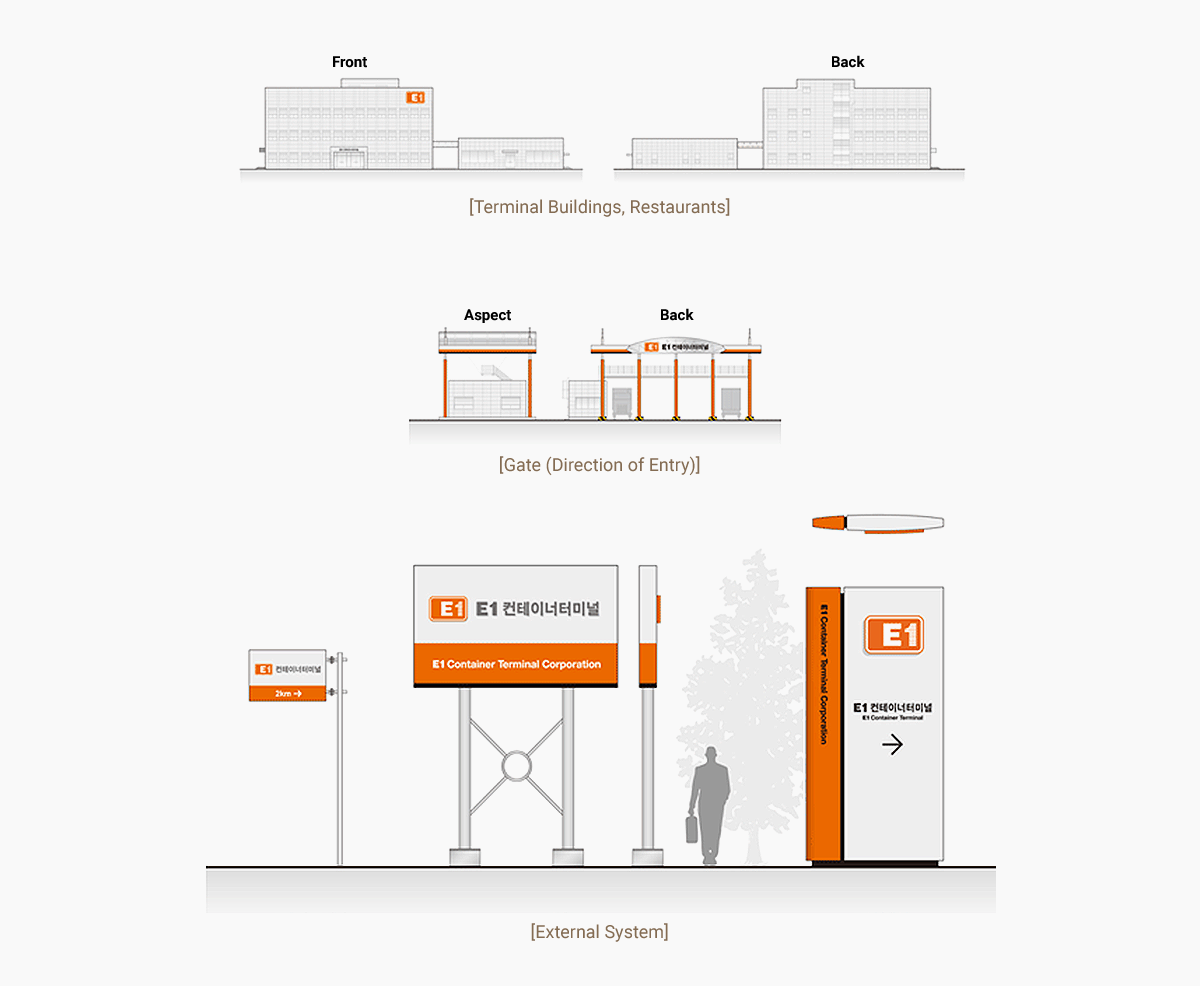 Front
Back
E1
[Terminal Buildings, Restaurants]
Aspect
Back
E1 E1 컨테이너터미널
[Gate (Direction of Entry)]
E1 E1 컨테이너터미널
E1 Container Terminal Corporation
E1 컨테이너터미널
2km →
E1 Container Terminal Corporation
E1
E1 컨테이너터미널
E1 Container Terminal
→
[External System]